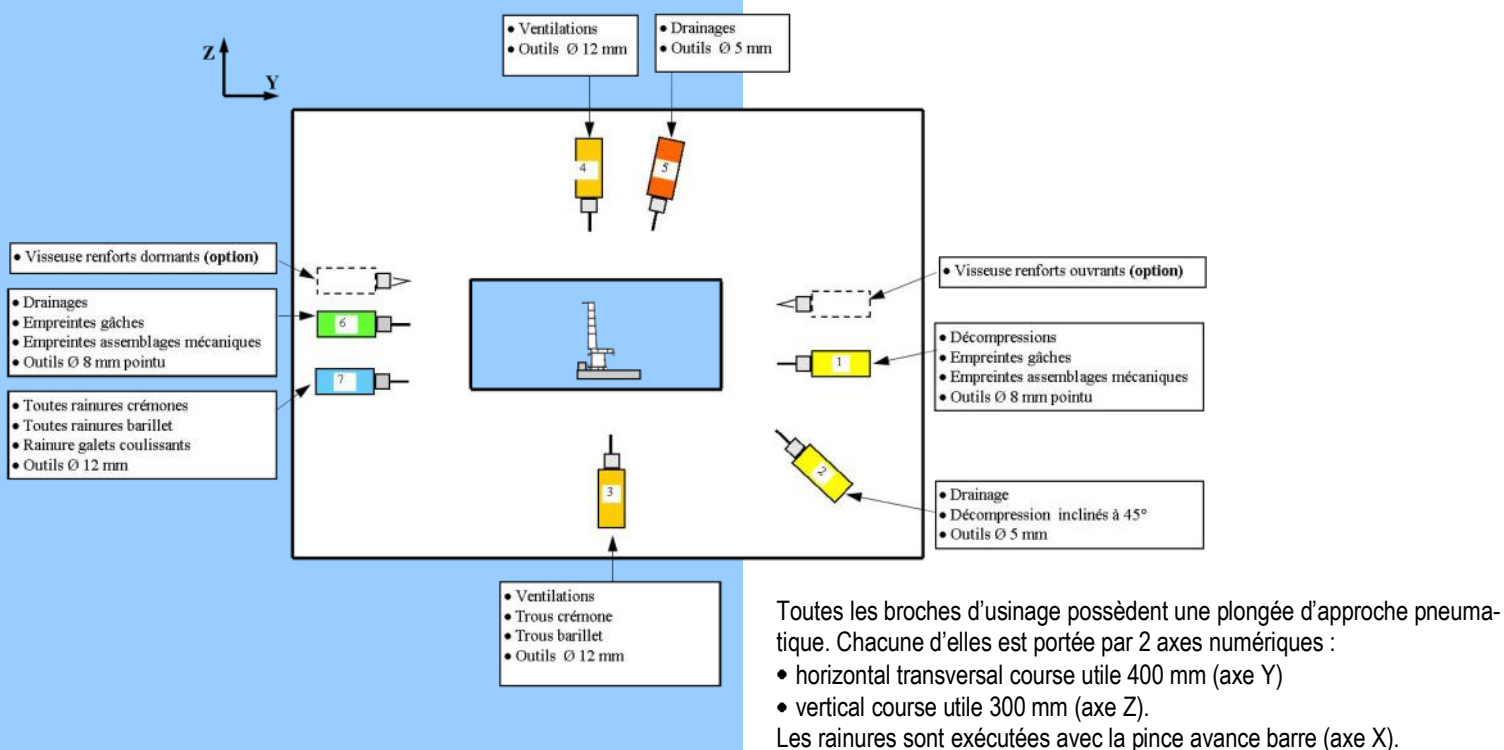 • Ventilations
• Outils Ø 12 mm
• Drainages
• Outils Ø 5 mm
Z
Y
4
5
• Visseuse renforts dormants (option)
• Visseuse renforts ouvrants (option)
• Drainages
• Empreintes gâches
• Empreintes assemblages mécaniques
• Outils Ø 8 mm pointu
6
7
1
• Décompressions
• Empreintes gâches
• Empreintes assemblages mécaniques
• Outils Ø 8 mm pointu
• Toutes rainures crémones
• Toutes rainures barillet
• Rainure galets coulissants
• Outils Ø 12 mm
2
3
• Drainage
• Décompression inclinés à 45°
• Outils Ø 5 mm
• Ventilations
• Trous crémone
• Trous barillet
• Outils Ø 12 mm
Toutes les broches d'usinage possèdent une plongée d'approche pneuma-
tique. Chacune d'elles est portée par 2 axes numériques :
• horizontal transversal course utile 400 mm (axe Y)
• vertical course utile 300 mm (axe Z).
Les rainures sont exécutées avec la pince avance barre (axe X).